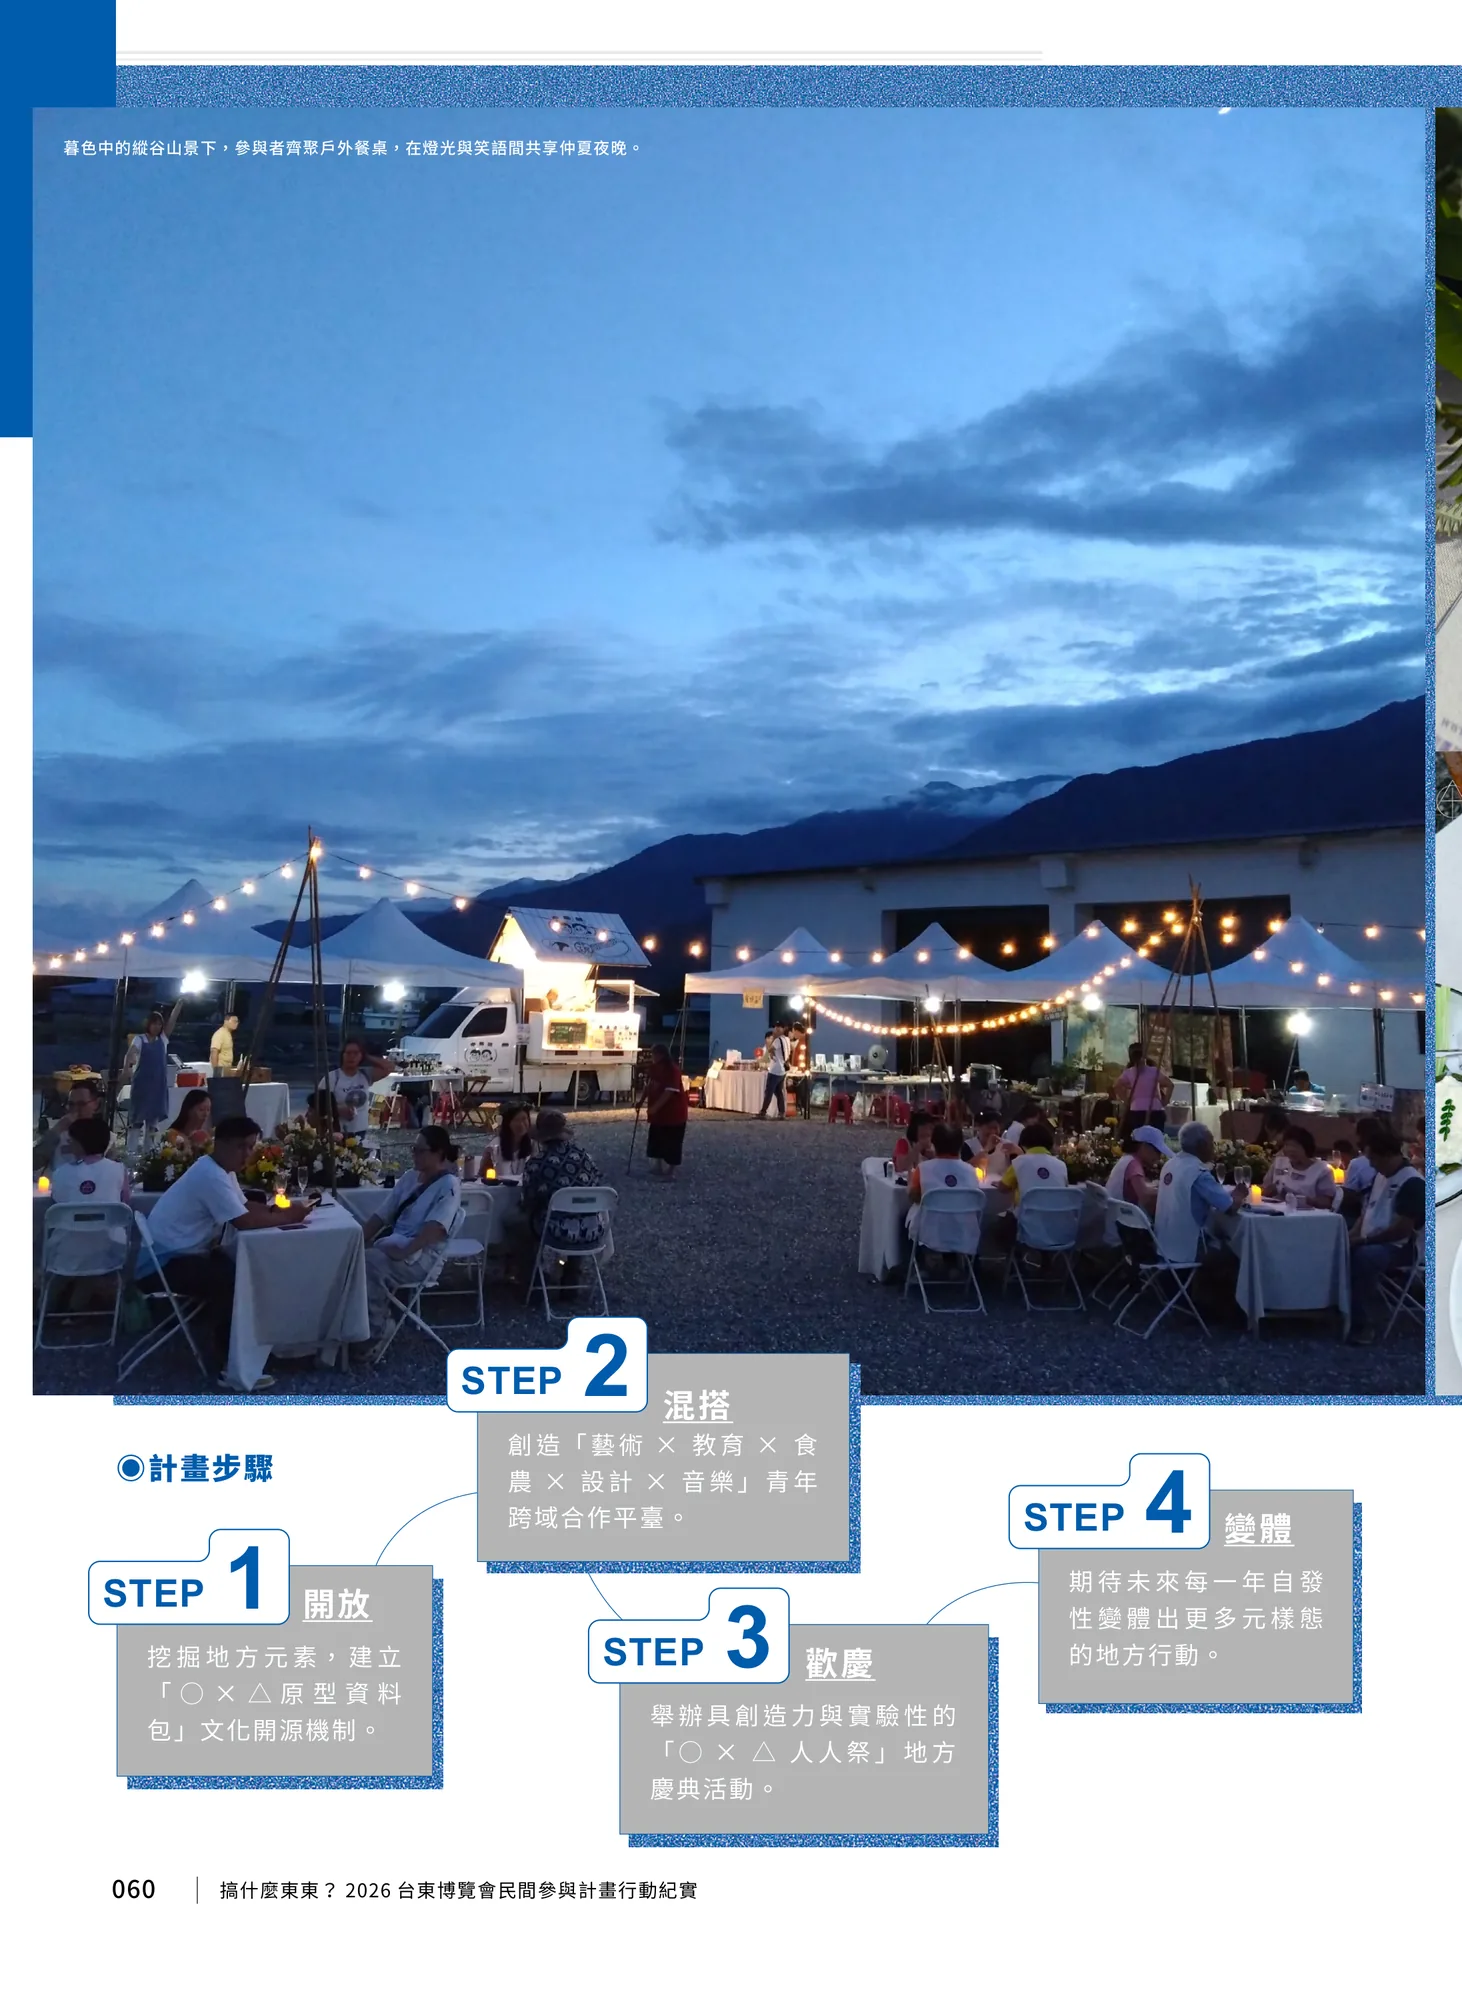 暮色中的縱谷山景下，參與者齊聚戶外餐桌，在燈光與笑語間共享仲夏夜晚。
◉計畫步驟
STEP 1
開放
挖掘地方元素，建立
「○×△原型資料
包」文化開源機制。
STEP 2
混搭
創造「藝術 × 教育 × 食
農 × 設計 × 音樂」青年
跨域合作平臺。
STEP 3
歡慶
舉辦具創造力與實驗性的
「○ × △ 人人祭」地方
慶典活動。
STEP 4
變體
期待未來每一年自發
性變體出更多元樣態
的地方行動。
060
搞什麼東東？2026 台東博覽會民間參與計畫行動紀實